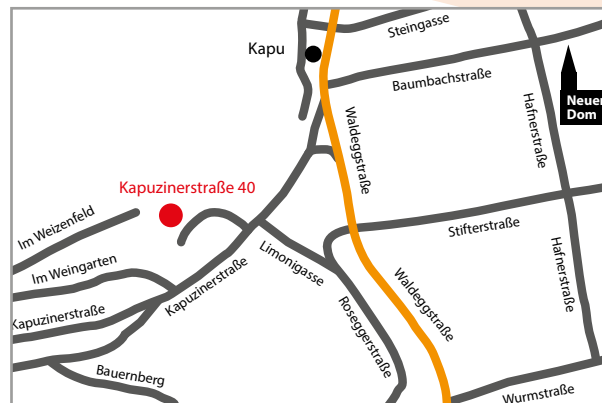 Steingasse
Kapu
Baumbachstraße
Hafnerstraße
Neuer
Dom
Waldeggstraße
Kapuzinerstraße 40
Im Weizenfeld
Stifterstraße
Limonigasse
Hafnerstraße
Im Weingarten
Kapuzinerstraße
Waldeggstraße
Kapuzinerstraße
Roseggerstraße
Bauernberg
Wurmstraße